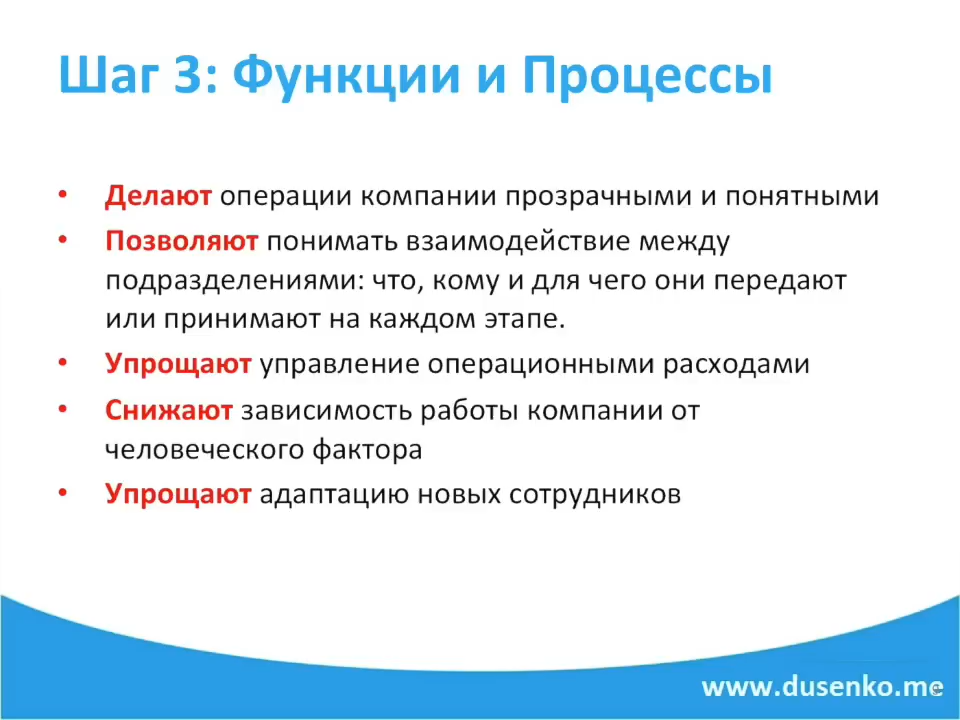 Шаг 3: Функции и Процессы
• Делают операции компании прозрачными и понятными
• Позволяют понимать взаимодействие между
подразделениями: что, кому и для чего они передают
или принимают на каждом этапе.
• Упрощают управление операционными расходами
• Снижают зависимость работы компании от
человеческого фактора
• Упрощают адаптацию новых сотрудников
www.dusenko.me